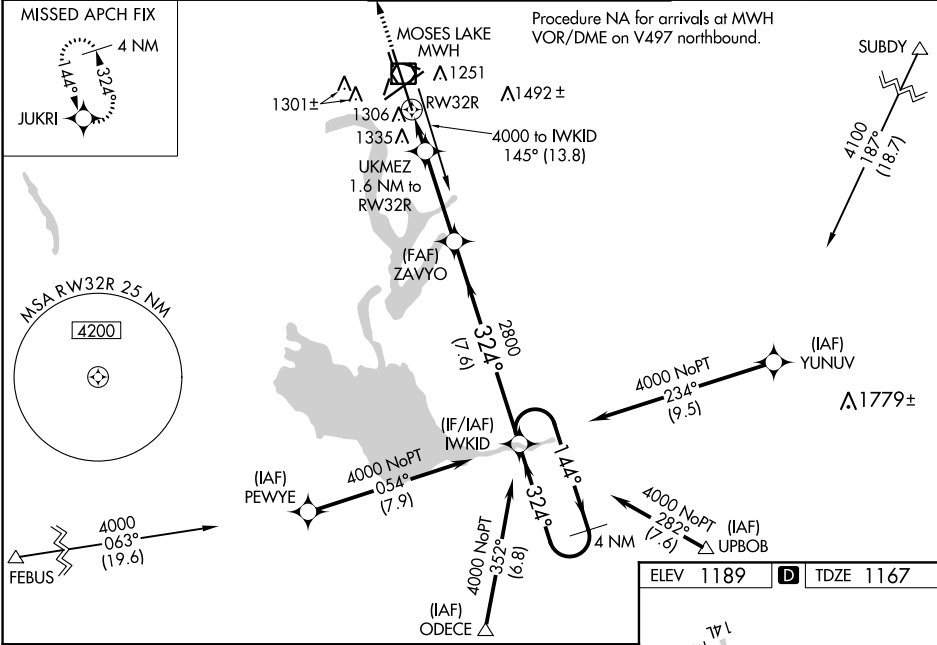 MISSED APCH FIX
4 NM
144°
324°
JUKRI
Procedure NA for arrivals at MWH
VOR/DME on V497 northbound.
MOSES LAKE
MWH
1251
1301±
1306
RW32R
1492±
1335
4000 to IWKID
145° (13.8)
UKMEZ
1.6 NM to
RW32R
SUBDY
4100
187°
(18.7)
(FAF)
ZAVYO
MSA RW32R 25 NM
4200
2800
324°
(7.6)
(IAF)
YUNUV
4000 NoPT
234°
(9.5)
1779±
(IF/IAF)
IWKID
(IAF)
PEWYE
4000 NoPT
054°
(7.9)
144°
324°
4 NM
4000 NoPT
282°
(7.6)
(IAF)
UPBOB
4000
063°
(19.6)
FEBUS
4000 NoPT
352°
(6.8)
(IAF)
ODECE
ELEV 1189 D TDZE 1167
14L